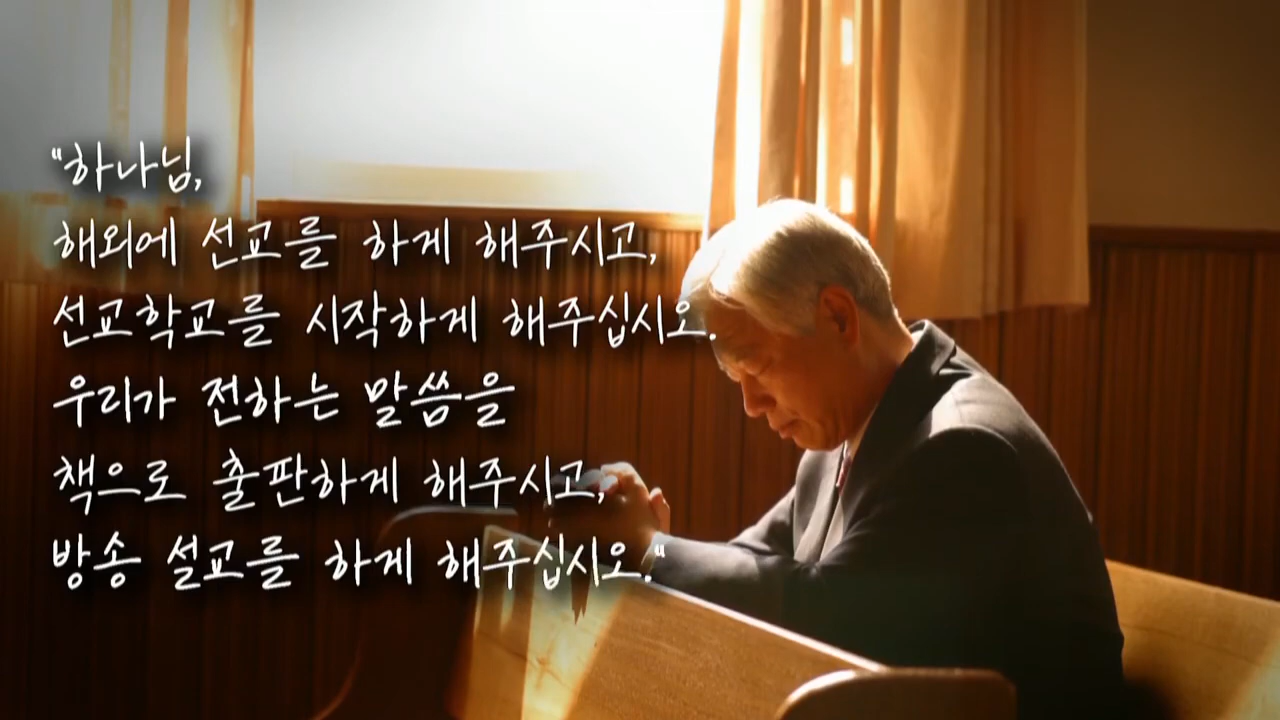 "하나님,
해외에 선교를 하게 해주시고,
선교학교를 시작하게 해주십시오.
우리가 전하는 말씀을
책으로 출판하게 해주시고,
방송 설교를 하게 해주십시오."